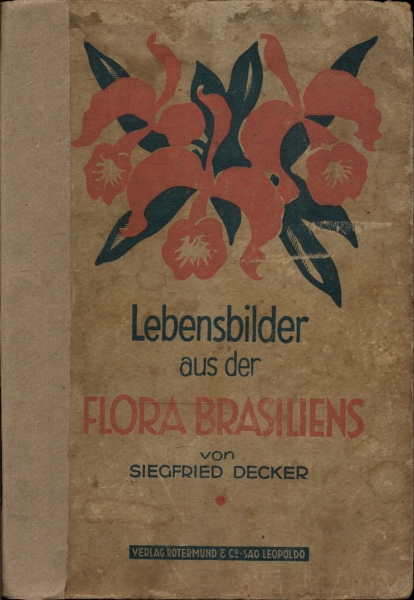 Lebensbilder
aus der
FLORA BRASILIENS
von
SIEGFRIED DECKER
VERLAG ROTERMUND & Co - SAO LEOPOLDO